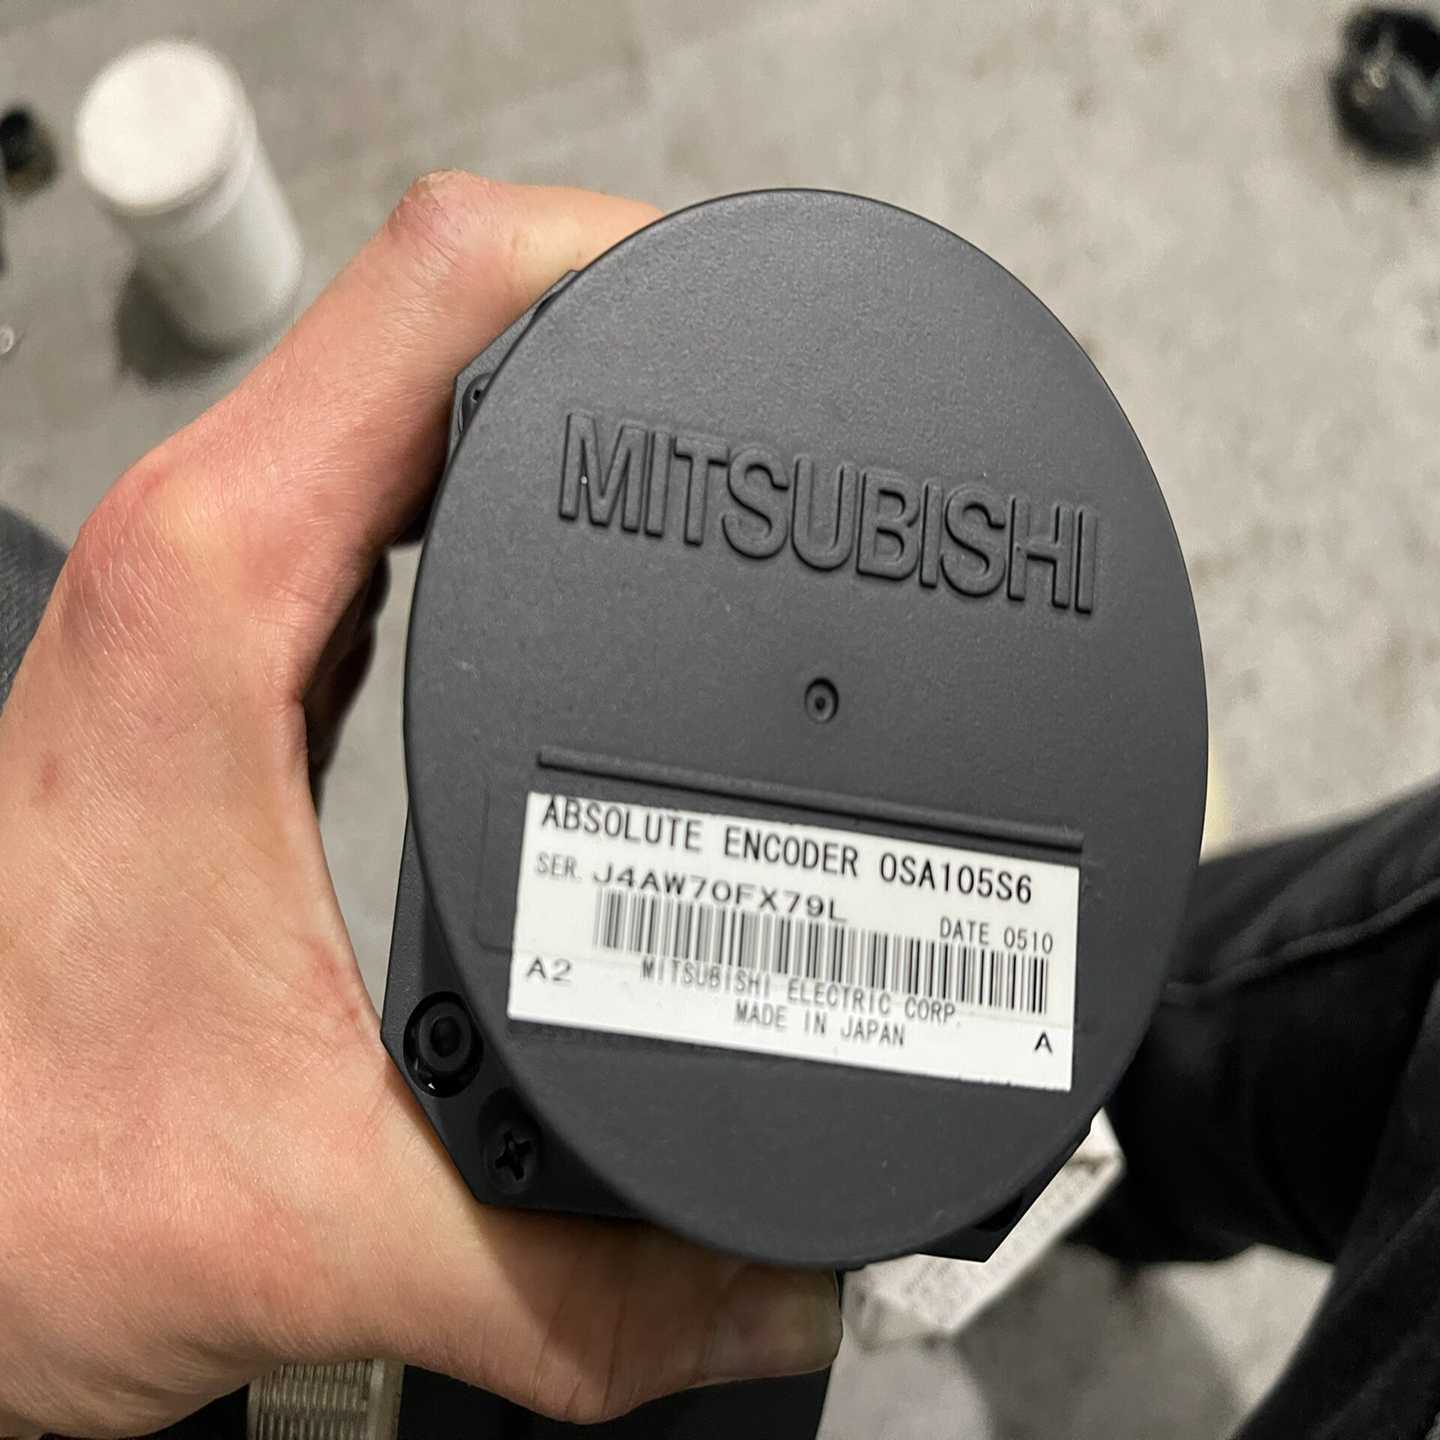 MITSUBISHI
ABSOLUTE ENCODER OSA105S6
SER. J4AW70FX79L
DATE 0510
A2
MITSUBISHI ELECTRIC CORP.
MADE IN JAPAN
A